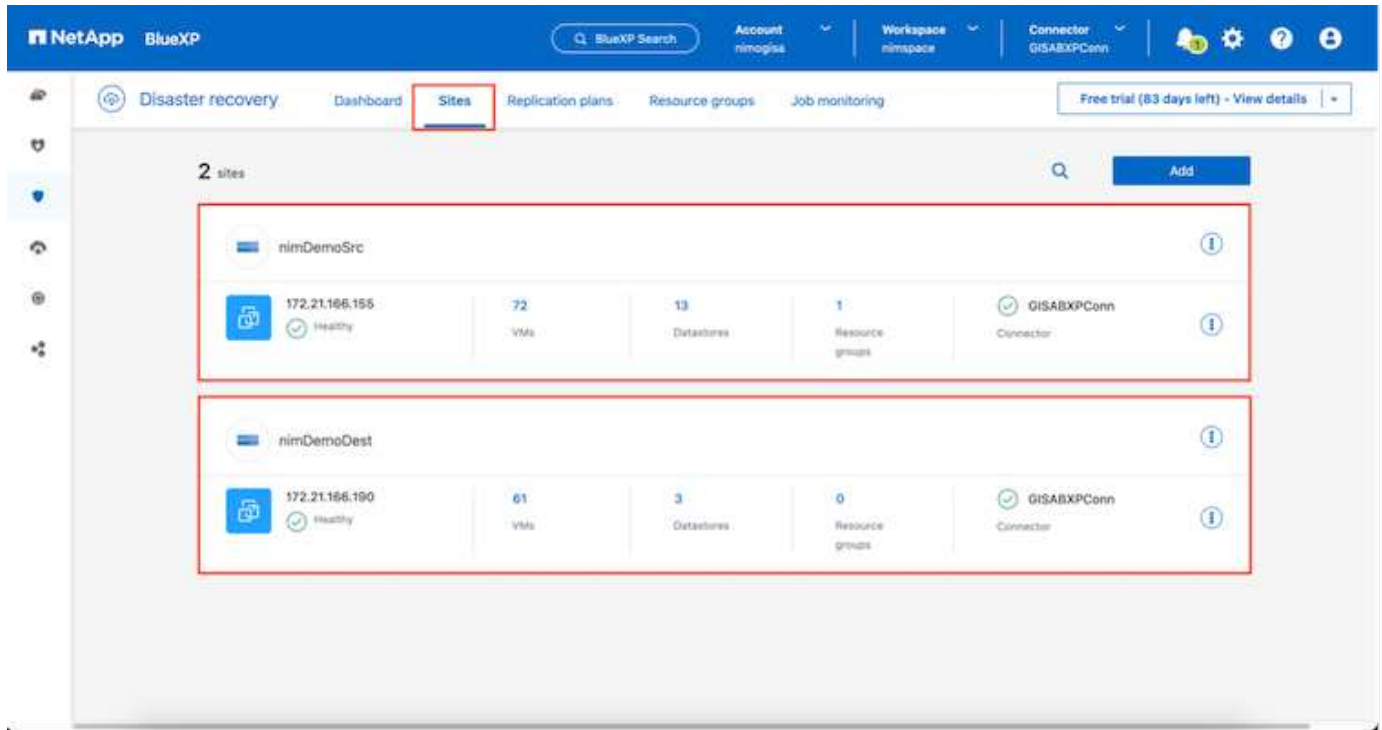 NetApp BlueXP
BlueXP Search
Account
nimogisa
Workspace
nimspace
Connector
GISABXPConn
1
Disaster recovery
Dashboard
Sites
Replication plans
Resource groups
Job monitoring
Free trial (83 days left) - View details
2 sites
Add
nimDemoSrc
172.21.166.155
Healthy
72
VMs
13
Datastores
1
Resource
groups
GISABXPConn
Connector
nimDemoDest
172.21.166.190
Healthy
61
VMs
3
Datastores
0
Resource
groups
GISABXPConn
Connector